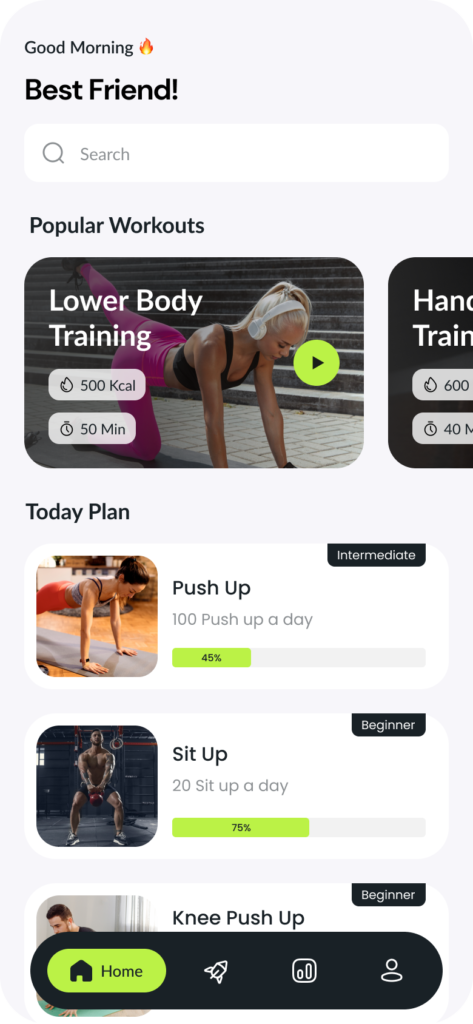 Good Morning 🔥
Best Friend!
Search
Popular Workouts
Lower Body
Training
500 Kcal
50 Min
Hand
Train
600
40 M
Today Plan
Intermediate
Push Up
100 Push up a day
45%
Beginner
Sit Up
20 Sit up a day
75%
Beginner
Knee Push Up
Home